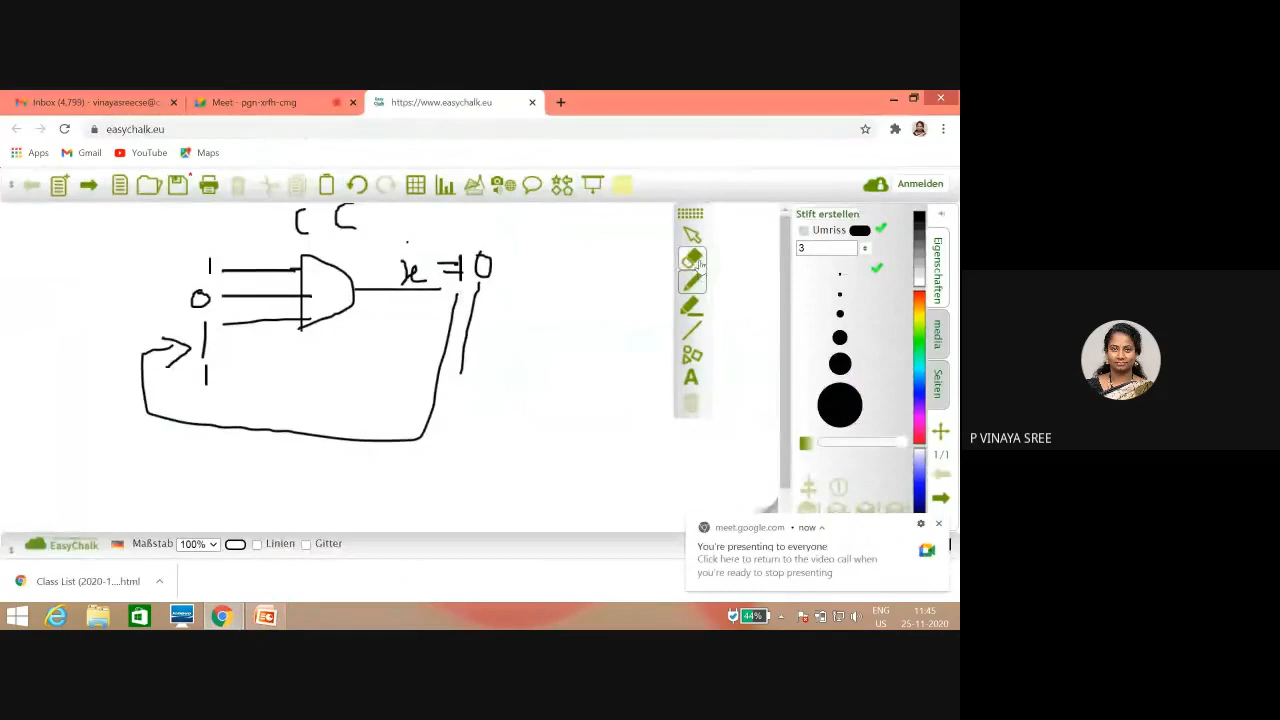 Inbox (4,799) - vinayasreecse@c
Meet - pgn-xrfh-cmg
https://www.easychalk.eu
easychalk.eu
Apps
Gmail
YouTube
Maps
Anmelden
Stift erstellen
Umriss
3
Eigenschaften
media
Seiten
1/1
C C
1
0
1
1
x = 1 0
P VINAYA SREE
meet.google.com • now
You're presenting to everyone
Click here to return to the video call when
you're ready to stop presenting
EasyChalk
Maßstab
100%
Linien
Gitter
Class List (2020-1....html
44%
ENG
US
11:45
25-11-2020